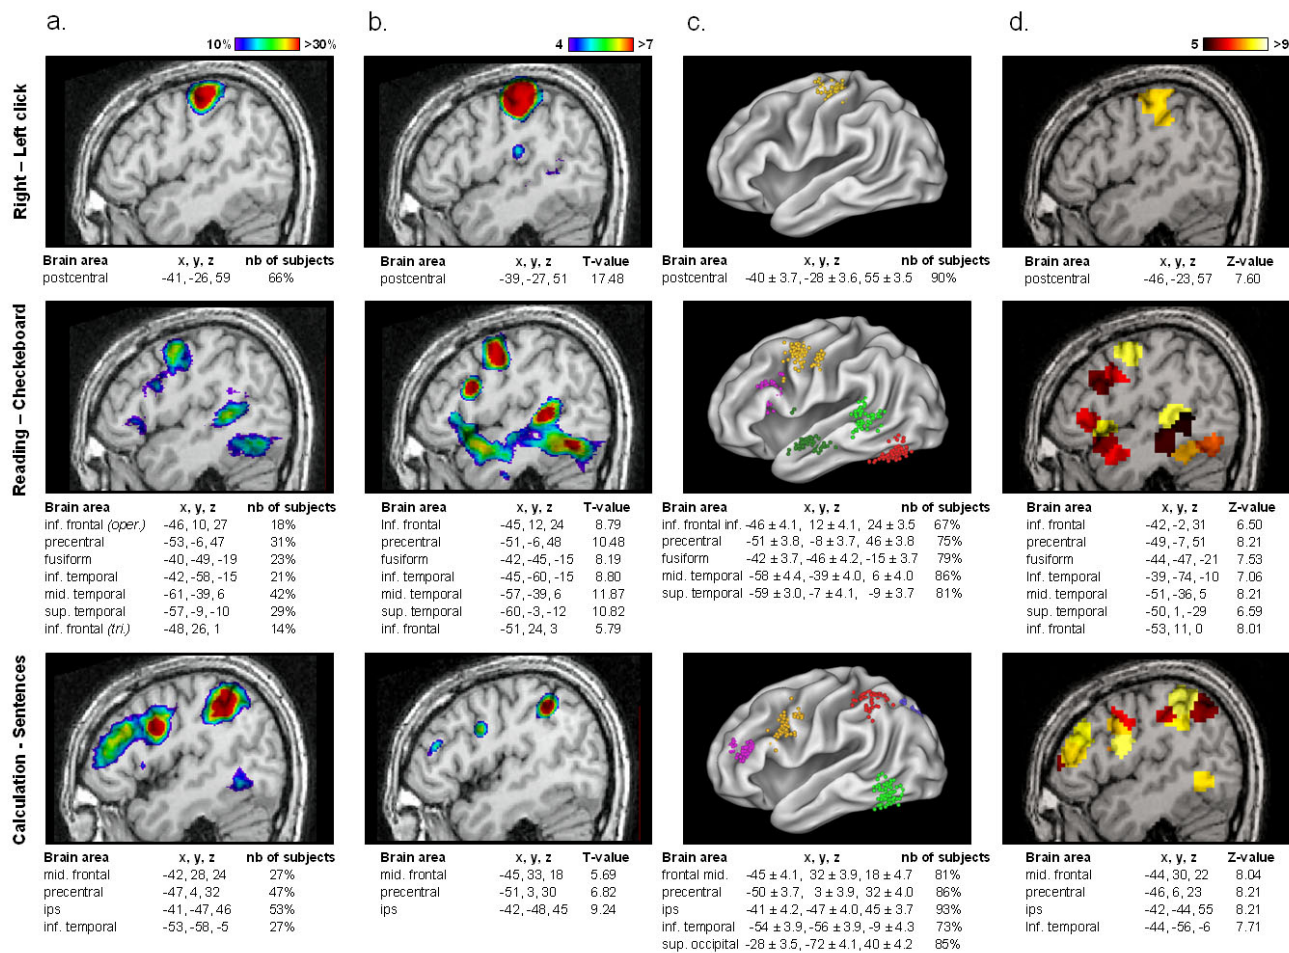 a. b. c. d.
10% >30% 4 >7 5 >9
Right – Left click
Brain area x, y, z nb of subjects Brain area x, y, z T-value Brain area x, y, z nb of subjects Brain area x, y, z Z-value
postcentral -41, -26, 59 66% postcentral -39, -27, 51 17.48 postcentral -40 ± 3.7, -28 ± 3.6, 55 ± 3.5 90% postcentral -46, -23, 57 7.60
Reading – Checkeboard
Brain area x, y, z nb of subjects Brain area x, y, z T-value Brain area x, y, z nb of subjects Brain area x, y, z Z-value
inf. frontal (oper.) -46, 10, 27 18% Inf. frontal -45, 12, 24 8.79 inf. frontal inf. -46 ± 4.1, 12 ± 4.1, 24 ± 3.5 67% inf. frontal -42, -2, 31 6.50
precentral -53, -6, 47 31% precentral -51, -6, 48 10.48 precentral -51 ± 3.8, -8 ± 3.7, 46 ± 3.8 75% precentral -49, -7, 51 8.21
fusiform -40, -49, -19 23% fusiform -42, -45, -15 8.19 fusiform -42 ± 3.7, -46 ± 4.2, -15 ± 3.7 79% fusiform -44, -47, -21 7.53
inf. temporal -42, -58, -15 21% inf. temporal -45, -60, -15 8.80 mid. temporal -58 ± 4.4, -39 ± 4.0, 6 ± 4.0 86% Inf. temporal -39, -74, -10 7.06
mid. temporal -61, -39, 6 42% mid. temporal -57, -39, 6 11.87 sup. temporal -59 ± 3.0, -7 ± 4.1, -9 ± 3.7 81% mid. temporal -51, -36, 5 8.21
sup. temporal -57, -9, -10 29% sup. temporal -60, -3, -12 10.82 sup. temporal -50, 1, -29 6.59
inf. frontal (tri.) -48, 26, 1 14% inf. frontal -51, 24, 3 5.79 inf. frontal -53, 11, 0 8.01
Calculation - Sentences
Brain area x, y, z nb of subjects Brain area x, y, z T-value Brain area x, y, z nb of subjects Brain area x, y, z Z-value
mid. frontal -42, 28, 24 27% mid. frontal -45, 33, 18 5.69 frontal mid. -45 ± 4.1, 32 ± 3.9, 18 ± 4.7 81% mid. frontal -44, 30, 22 8.04
precentral -47, 4, 32 47% precentral -51, 3, 30 6.82 precentral -50 ± 3.7, 3 ± 3.9, 32 ± 4.0 86% precentral -46, 6, 23 8.21
ips -41, -47, 46 53% ips -42, -48, 45 9.24 ips -41 ± 4.2, -47 ± 4.0, 45 ± 3.7 93% ips -42, -44, 55 8.21
inf. temporal -53, -58, -5 27% inf. temporal -54 ± 3.9, -56 ± 3.9, -9 ± 4.3 73% Inf. temporal -44, -56, -6 7.71
sup. occipital -28 ± 3.5, -72 ± 4.1, 40 ± 4.2 85%